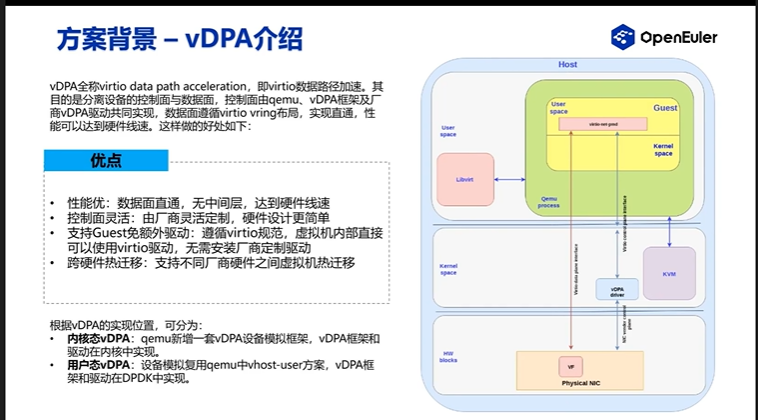 方案背景 – vDPA介绍
OpenEuler
vDPA全称virtio data path acceleration，即virtio数据路径加速。其
目的是分离设备的控制面与数据面，控制面由qemu、vDPA框架及厂
商vDPA驱动共同实现，数据面遵循virtio vring布局，实现直通，性
能可以达到硬件线速。这样做的好处如下：
优点
• 性能优：数据面直通，无中间层，达到硬件线速
• 控制面灵活：由厂商灵活定制，硬件设计更简单
• 支持Guest免额外驱动：遵循virtio规范，虚拟机内部直接
可以使用virtio驱动，无需安装厂商定制驱动
• 跨硬件热迁移：支持不同厂商硬件之间虚拟机热迁移
根据vDPA的实现位置，可分为：
• 内核态vDPA：qemu新增一套vDPA设备模拟框架，vDPA框架和
驱动在内核中实现。
• 用户态vDPA：设备模拟复用qemu中vhost-user方案，vDPA框
架和驱动在DPDK中实现。
Host
User
space
Libvirt
Qemu
process
User
space
Guest
Kernel
space
Virtio data plane interface
Virtio control plane interface
Kernel
space
vDPA
driver
KVM
NIC vendor control
plane
HW
blocks
VF
Physical NIC